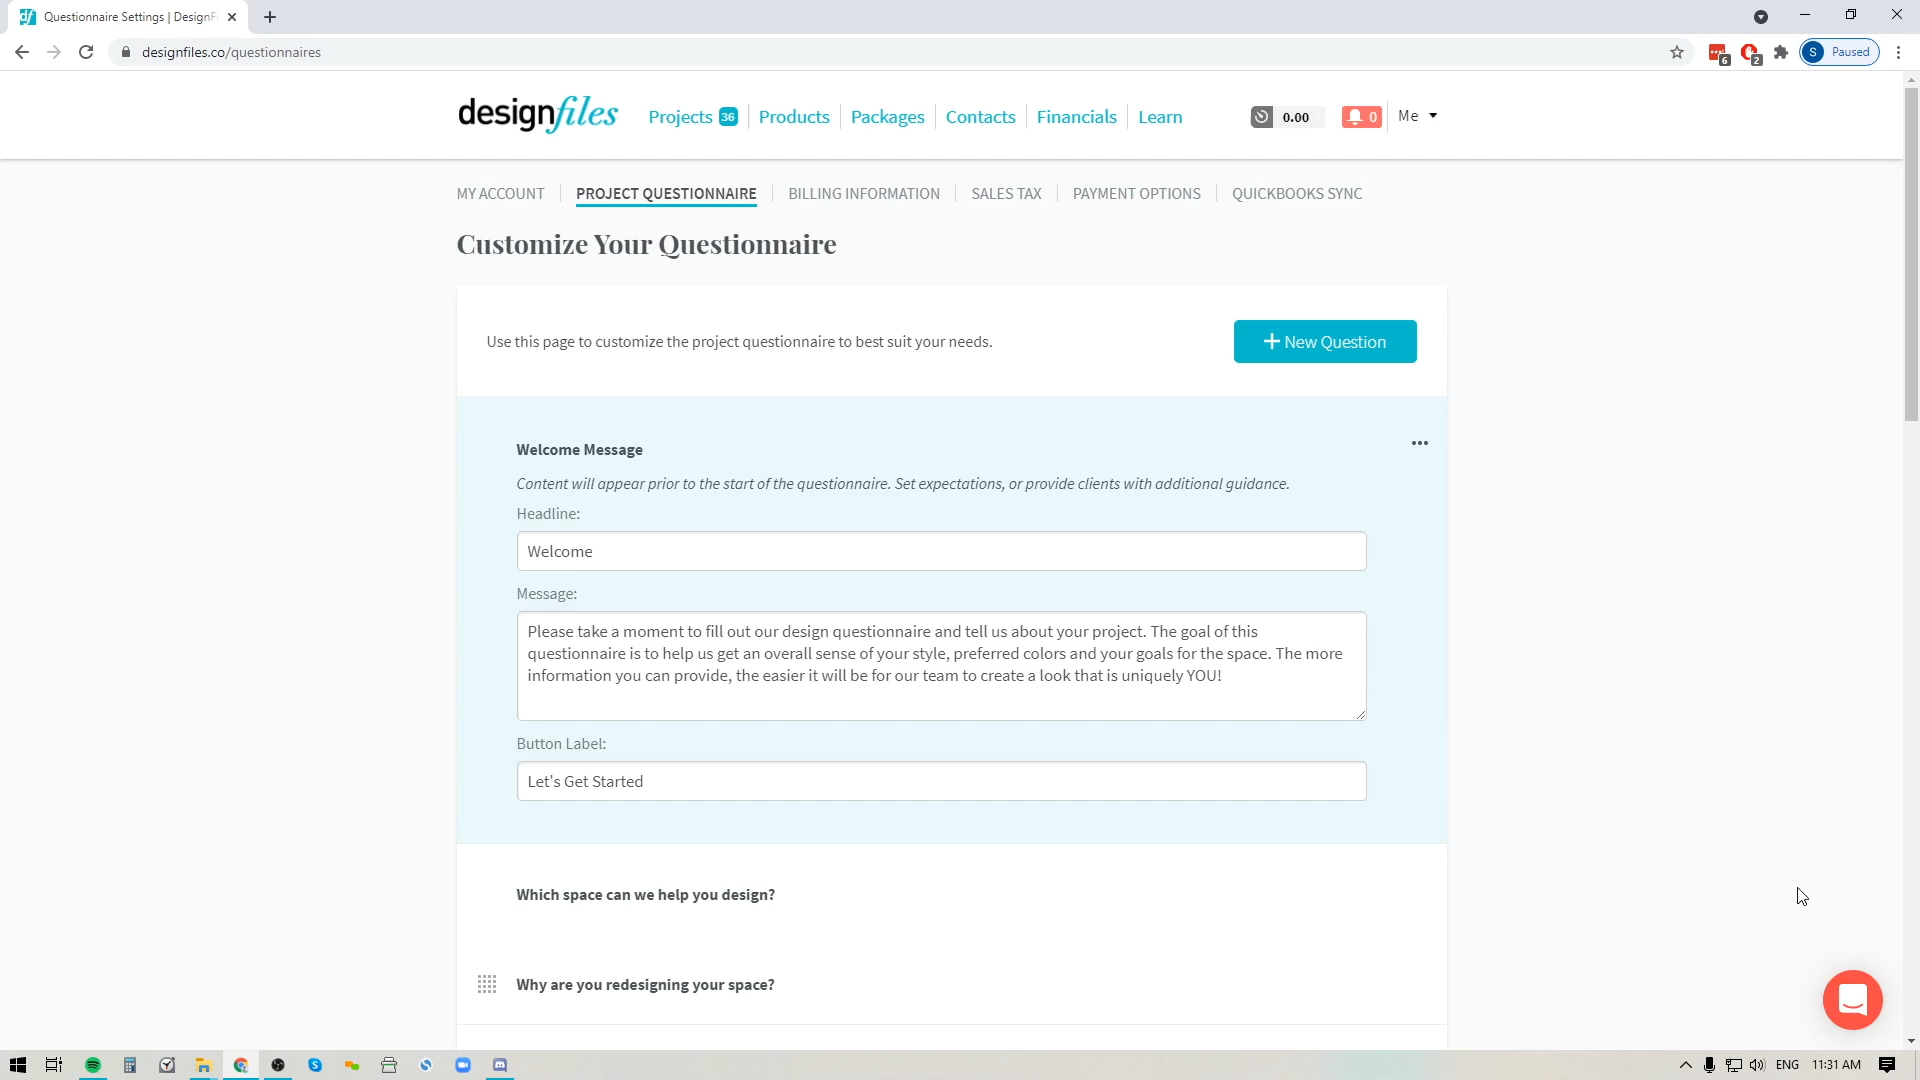 Questionnaire Settings | DesignF
designfiles.co/questionnaires
6
2
S Paused
designfiles
Projects 36
Products
Packages
Contacts
Financials
Learn
0.00
0
Me
MY ACCOUNT
PROJECT QUESTIONNAIRE
BILLING INFORMATION
SALES TAX
PAYMENT OPTIONS
QUICKBOOKS SYNC
Customize Your Questionnaire
Use this page to customize the project questionnaire to best suit your needs.
+ New Question
Welcome Message
Content will appear prior to the start of the questionnaire. Set expectations, or provide clients with additional guidance.
Headline:
Welcome
Message:
Please take a moment to fill out our design questionnaire and tell us about your project. The goal of this
questionnaire is to help us get an overall sense of your style, preferred colors and your goals for the space. The more
information you can provide, the easier it will be for our team to create a look that is uniquely YOU!
Button Label:
Let's Get Started
Which space can we help you design?
Why are you redesigning your space?
ENG
11:31 AM